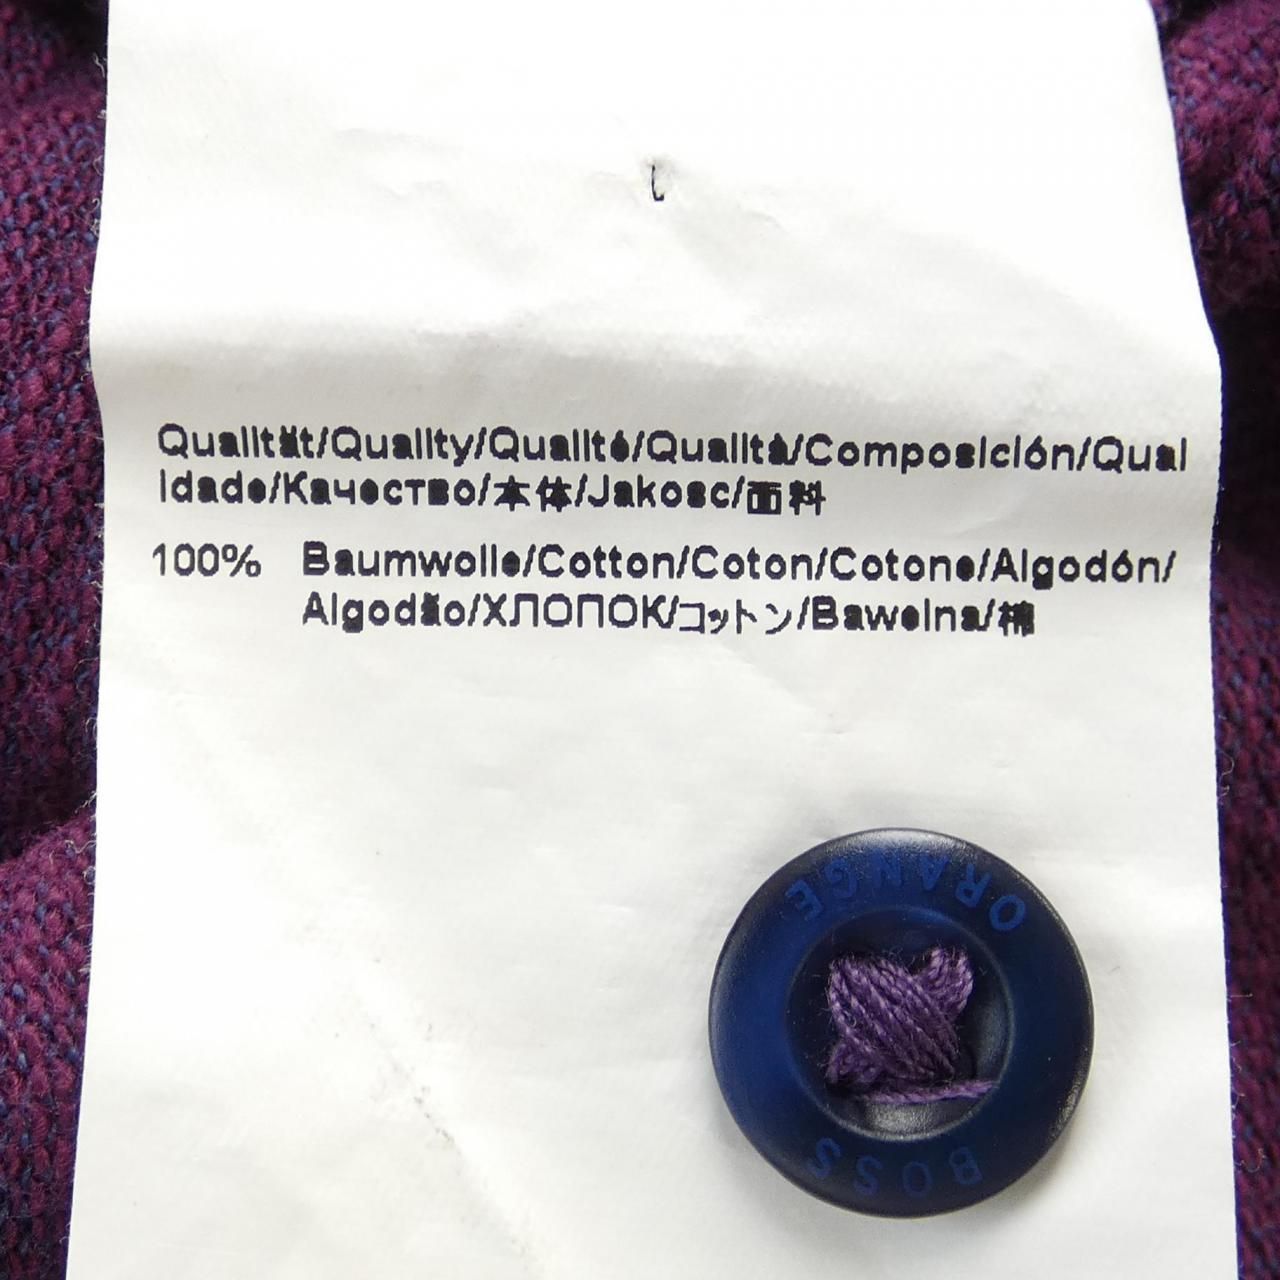 Qualität/Quality/Qualité/Qualità/Composición/Qual
idade/Качество/本体/Jakosc/面料
100% Baumwolle/Cotton/Coton/Cotone/Algodón/
Algodão/ХЛОПОК/コットン/Bawelna/棉
BOSS
ORANGE